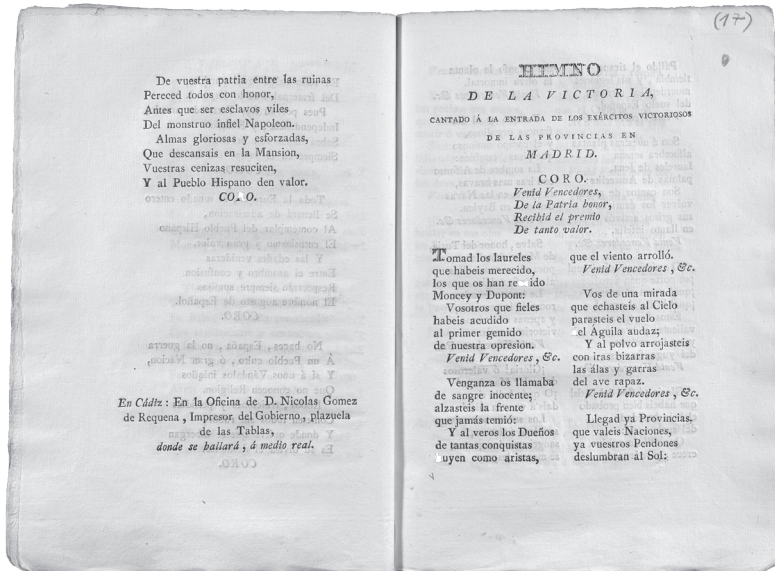 De vuestra patria entre las ruinas
Pereced todos con honor,
Antes que ser esclavos viles
Del monstruo infiel Napoleon.
Almas gloriosas y esforzadas,
Que descansais en la Mansion,
Vuestras cenizas resuciten,
Y al Pueblo Hispano den valor.
CO O.
En Cádiz: En la Oficina de D. Nicolas Gomez
de Requena, Impresor del Gobierno, plazuela
de las Tablas,
donde se hallará, á medio real.
(17)
HIMNO
DE LA VICTORIA,
CANTADO Á LA ENTRADA DE LOS EXÉRCITOS VICTORIOSOS
DE LAS PROVINCIAS EN
MADRID.
CORO.
Venid Vencedores,
De la Patria honor,
Recibid el premio
De tanto valor.
Tomad los laureles
que habeis merecido,
los que os han re ido
Moncey y Dupont:
Vosotros que fieles
habeis acudido
al primer gemido
de nuestra opresion.
Venid Vencedores, &c.
Venganza os llamaba
de sangre inocente;
alzasteis la frente
que jamás temió:
Y al veros los Dueños
de tantas conquistas
uyen como aristas,
que el viento arrolló.
Venid Vencedores, &c.
Vos de una mirada
que echasteis al Cielo
parasteis el vuelo
el Águila audaz;
Y al polvo arrojasteis
con iras bizarras
las álas y garras
del ave rapaz.
Venid Vencedores, &c.
Llegad ya Provincias,
que valeis Naciones,
ya vuestros Pendones
deslumbran al Sol: